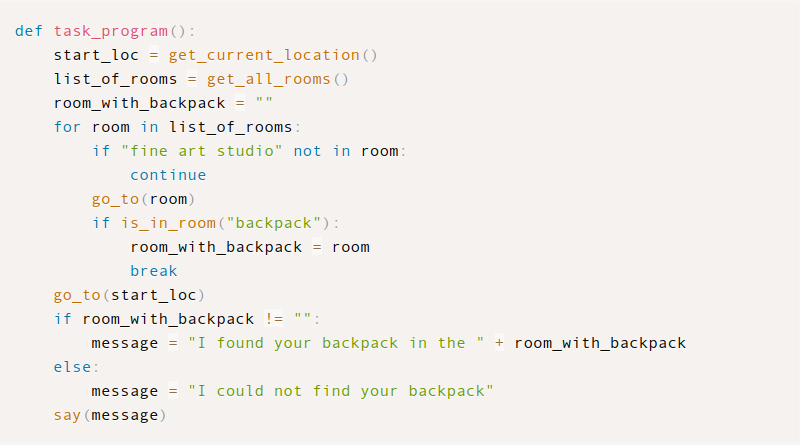 def task_program():
    start_loc = get_current_location()
    list_of_rooms = get_all_rooms()
    room_with_backpack = ""
    for room in list_of_rooms:
        if "fine art studio" not in room:
            continue
        go_to(room)
        if is_in_room("backpack"):
            room_with_backpack = room
            break
    go_to(start_loc)
    if room_with_backpack != "":
        message = "I found your backpack in the " + room_with_backpack
    else:
        message = "I could not find your backpack"
    say(message)